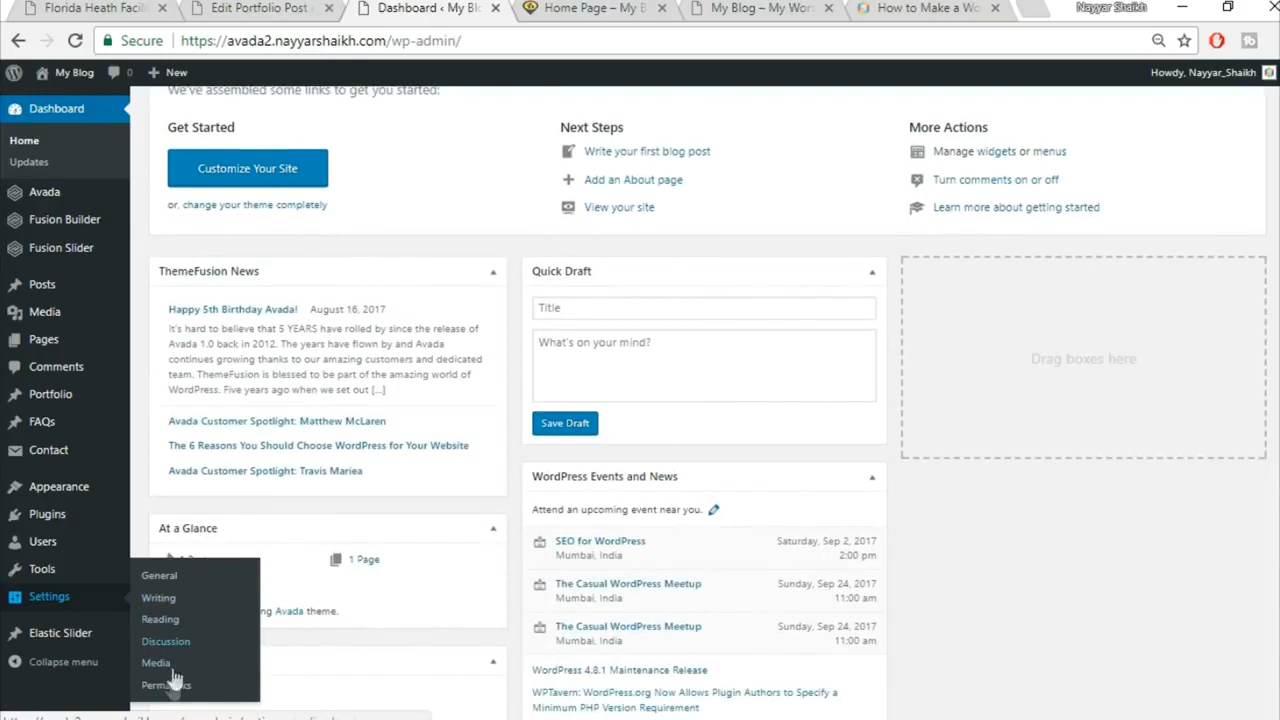 Florida Heath Facil
Edit Portfolio Post
Dashboard ‹ My Blo
Home Page – My B
My Blog – My Wor
How to Make a Wo
Nayyar Shaikh
Secure
https://avada2.nayyarshaikh.com/wp-admin/
My Blog
0
New
Howdy, Nayyar_Shaikh
Dashboard
Home
Updates
Avada
Fusion Builder
Fusion Slider
Posts
Media
Pages
Comments
Portfolio
FAQs
Contact
Appearance
Plugins
Users
Tools
Settings
Elastic Slider
Collapse menu
General
Writing
Reading
Discussion
Media
We've assembled some links to get you started:
Get Started
Customize Your Site
or, change your theme completely
Next Steps
Write your first blog post
Add an About page
View your site
More Actions
Manage widgets or menus
Turn comments on or off
Learn more about getting started
ThemeFusion News
Happy 5th Birthday Avada! August 16, 2017
It's hard to believe that 5 YEARS have rolled by since the release of
Avada 1.0 back in 2012. The years have flown by and Avada
continues growing thanks to our amazing customers and dedicated
team. ThemeFusion is blessed to be part of the amazing world of
WordPress. Five years ago when we set out [...]
Avada Customer Spotlight: Matthew McLaren
The 6 Reasons You Should Choose WordPress for Your Website
Avada Customer Spotlight: Travis Mariea
At a Glance
1 Page
Avada theme.
Quick Draft
Title
What's on your mind?
Save Draft
WordPress Events and News
Attend an upcoming event near you.
SEO for WordPress
Mumbai, India
Saturday, Sep 2, 2017
2:00 pm
The Casual WordPress Meetup
Mumbai, India
Sunday, Sep 24, 2017
11:00 am
The Casual WordPress Meetup
Mumbai, India
Sunday, Sep 24, 2017
11:00 am
WordPress 4.8.1 Maintenance Release
WPTavern: WordPress.org Now Allows Plugin Authors to Specify a
Minimum PHP Version Requirement
Drag boxes here